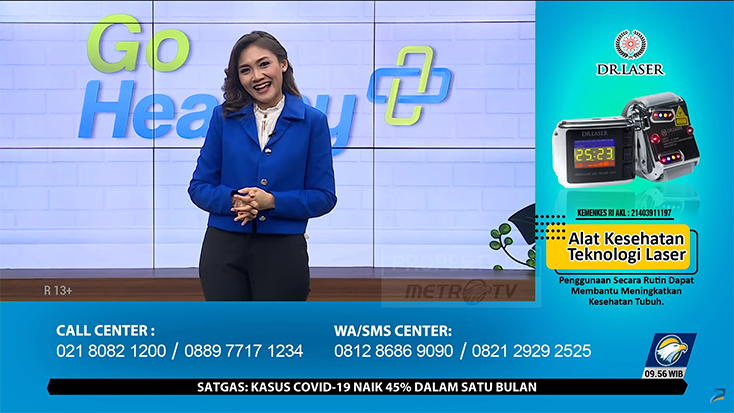 Go
Healthy
R 13+
PROPERTY
METRO TV
DR.LASER
DR.LASER
25:23
KEMENKES RI AKL : 21403911197
Alat Kesehatan
Teknologi Laser
Penggunaan Secara Rutin Dapat
Membantu Meningkatkan
Kesehatan Tubuh.
CALL CENTER :
021 8082 1200 / 0889 7717 1234
WA/SMS CENTER:
0812 8686 9090 / 0821 2929 2525
09.56 WIB
SATGAS: KASUS COVID-19 NAIK 45% DALAM SATU BULAN